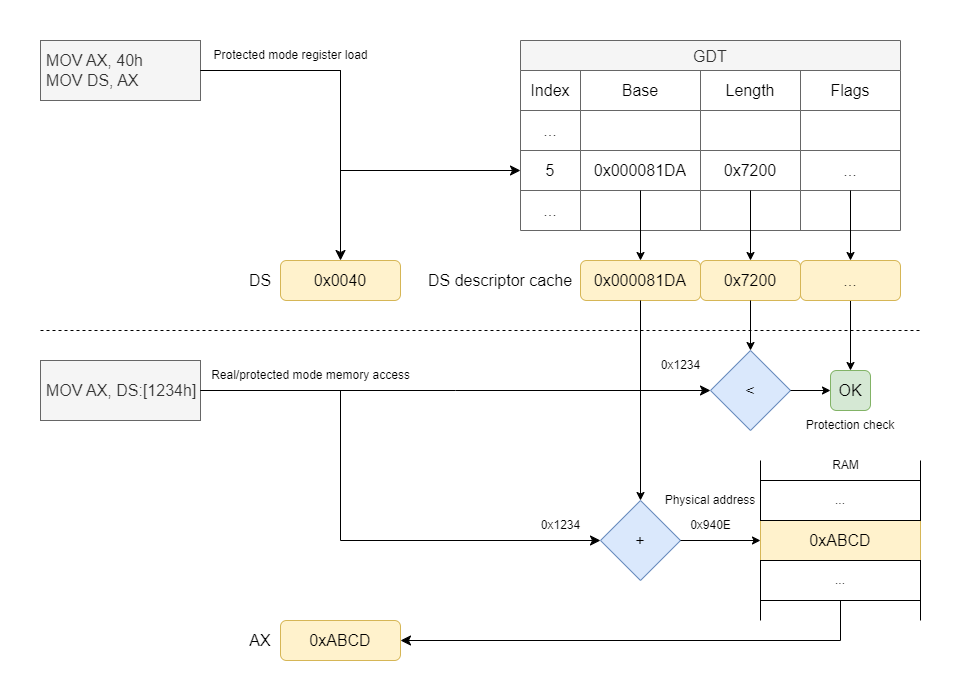 MOV AX, 40h
MOV DS, AX
Protected mode register load
GDT
Index Base Length Flags
...
5 0x000081DA 0x7200 ...
...
DS 0x0040
DS descriptor cache 0x000081DA 0x7200 ...
MOV AX, DS:[1234h]
Real/protected mode memory access
0x1234
<
OK
Protection check
RAM
...
Physical address
0x1234
+
0x940E
0xABCD
...
AX 0xABCD